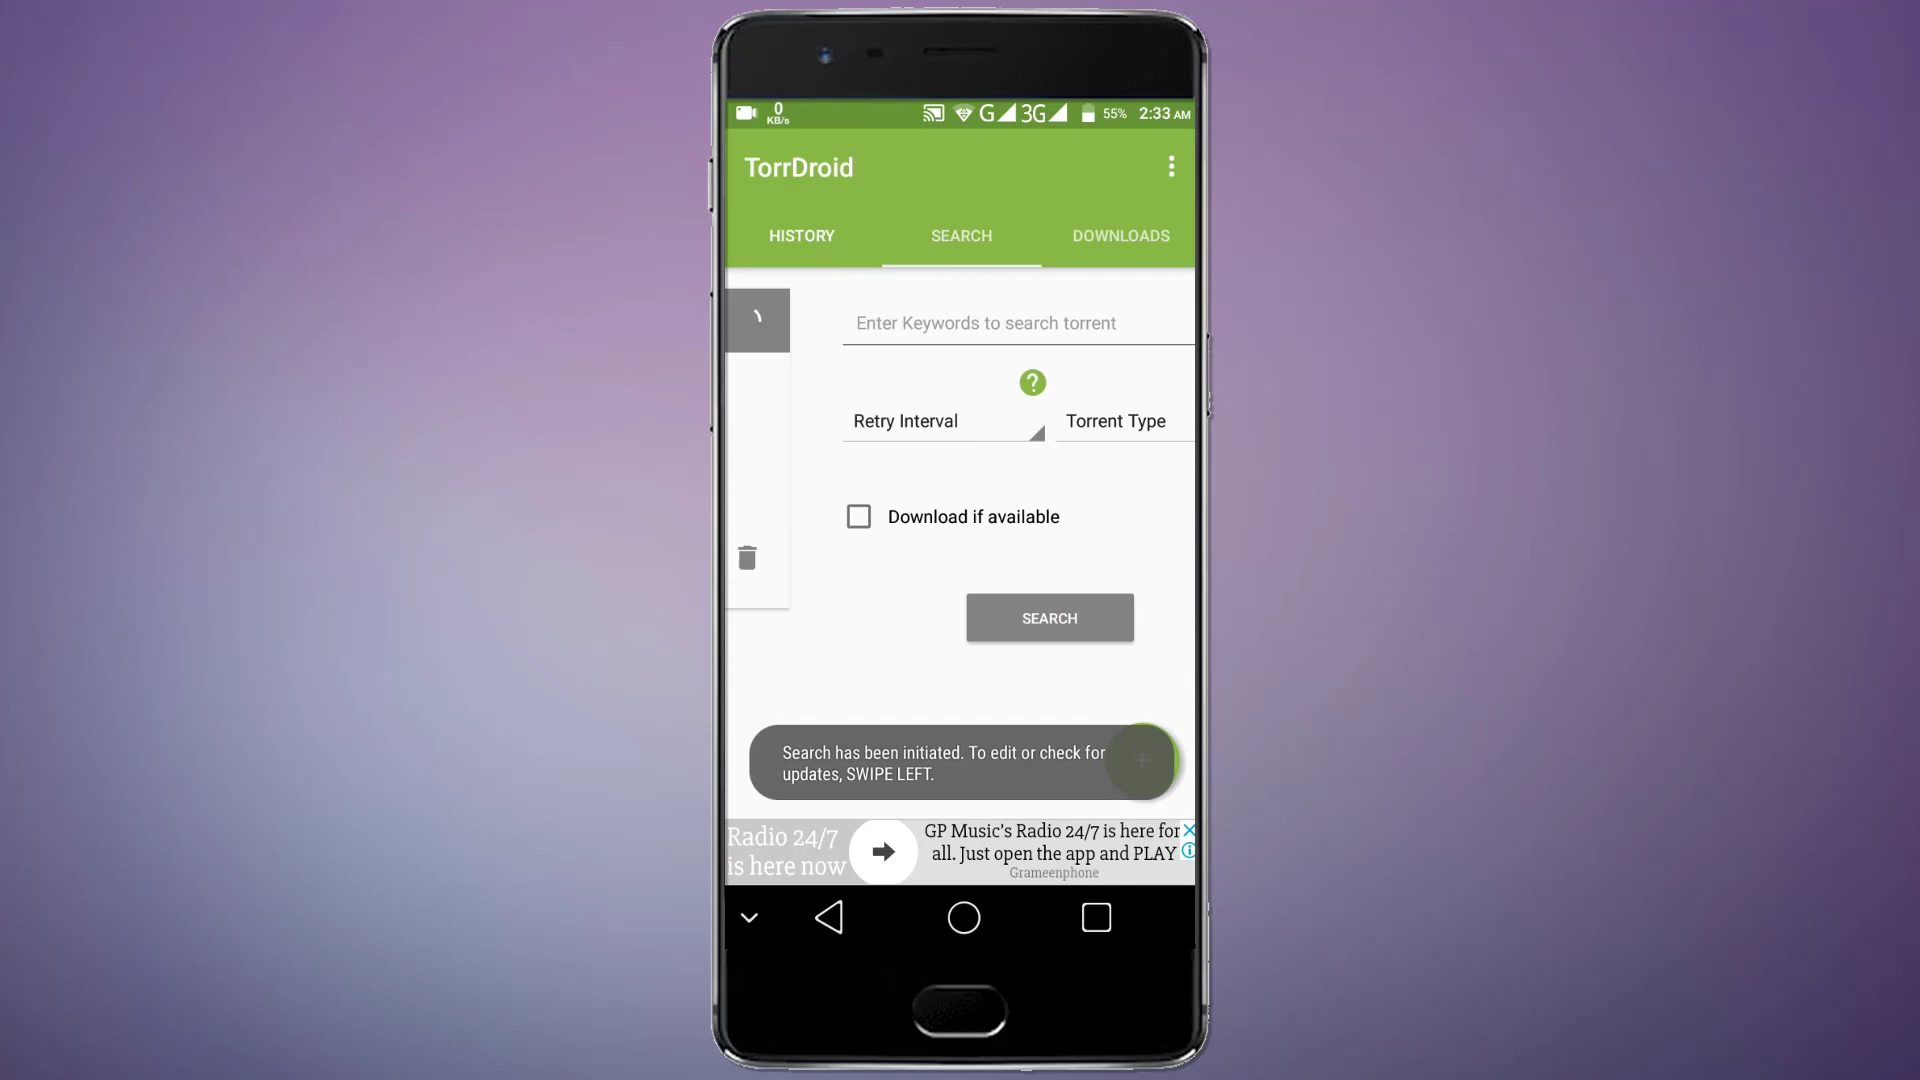 0
KB/s
G
3G
55%
2:33 AM
TorrDroid
HISTORY
SEARCH
DOWNLOADS
Enter Keywords to search torrent
?
Retry Interval
Torrent Type
Download if available
SEARCH
Search has been initiated. To edit or check for
updates, SWIPE LEFT.
Radio 24/7
is here now
GP Music's Radio 24/7 is here for
all. Just open the app and PLAY
Grameenphone